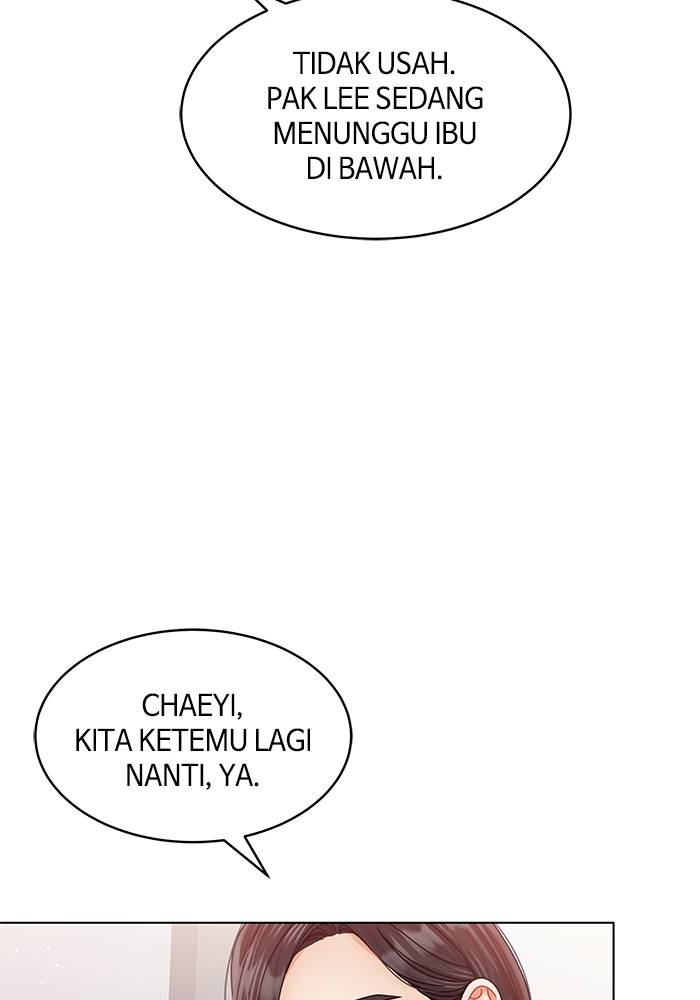 TIDAK USAH.
PAK LEE SEDANG
MENUNGGU IBU
DI BAWAH.
CHAEYI,
KITA KETEMU LAGI
NANTI, YA.